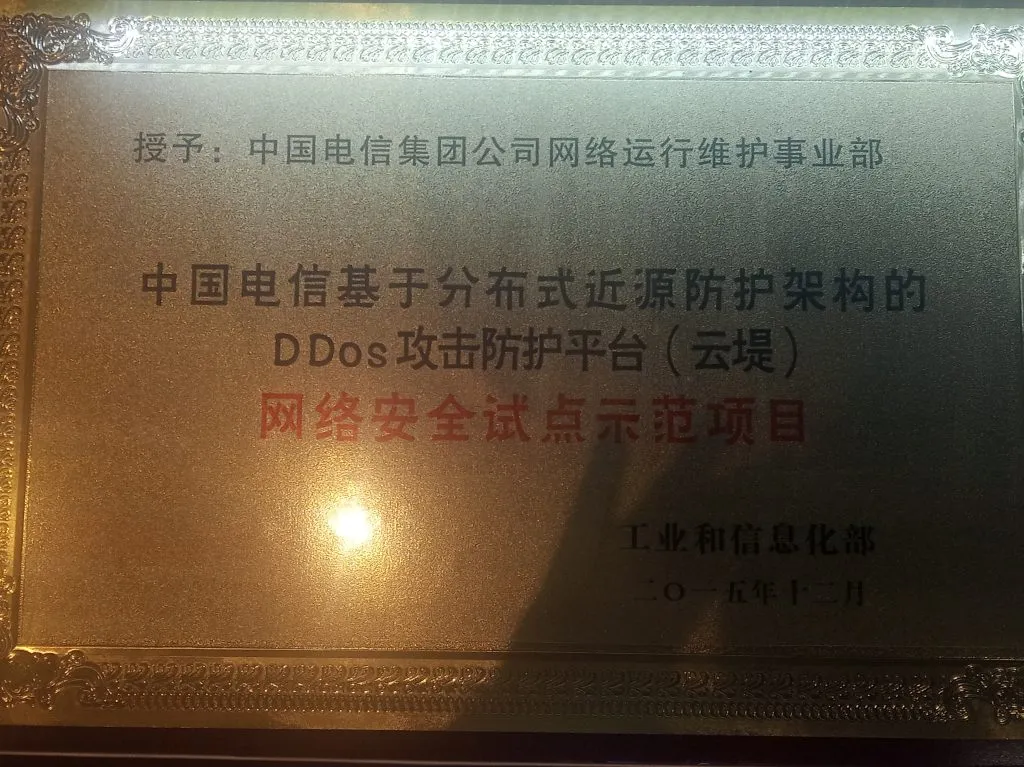 授予：中国电信集团公司网络运行维护事业部
中国电信基于分布式近源防护架构的
DDos攻击防护平台（云堤）
网络安全试点示范项目
工业和信息化部
二〇一五年十二月